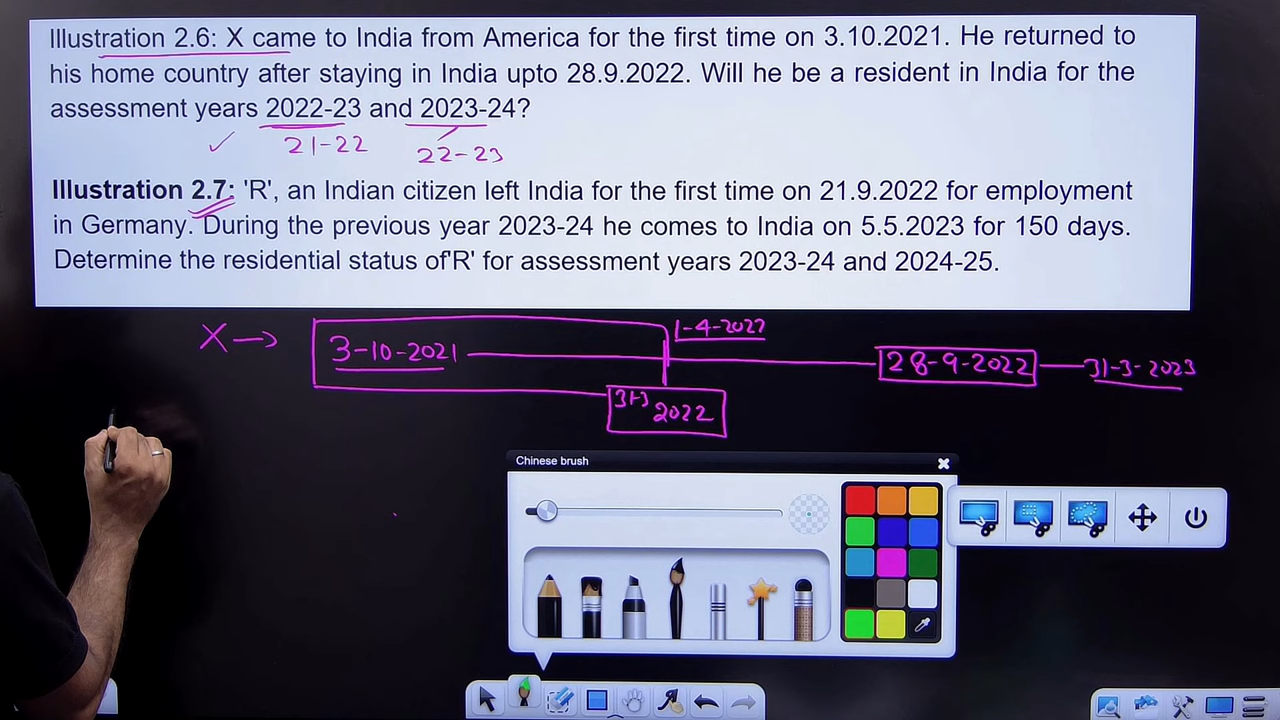 Illustration 2.6: X came to India from America for the first time on 3.10.2021. He returned to
his home country after staying in India upto 28.9.2022. Will he be a resident in India for the
assessment years 2022-23 and 2023-24?
21-22 22-23
Illustration 2.7: 'R', an Indian citizen left India for the first time on 21.9.2022 for employment
in Germany. During the previous year 2023-24 he comes to India on 5.5.2023 for 150 days.
Determine the residential status of'R' for assessment years 2023-24 and 2024-25.
1-4-2022
X → 3-10-2021 28-9-2022 31-3-2023
31-3 2022
Chinese brush